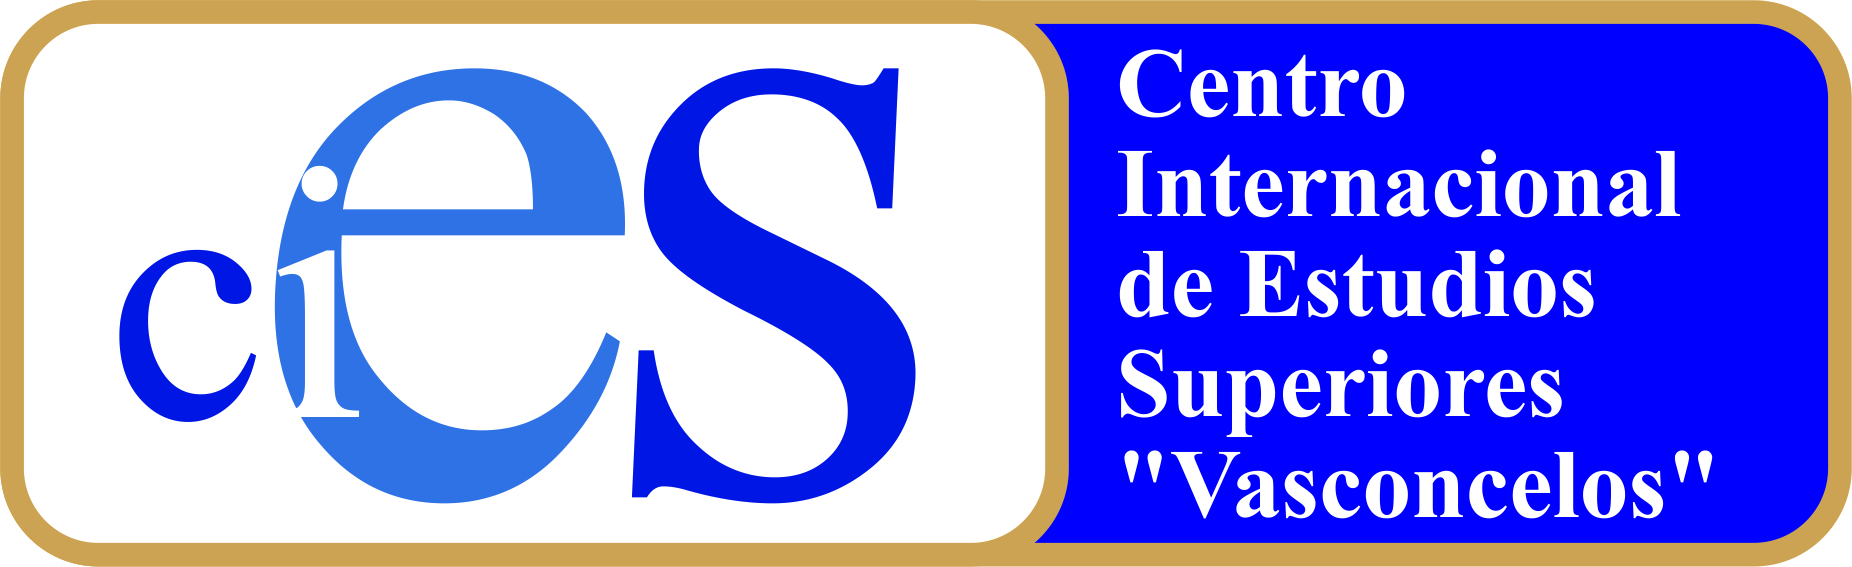 cies
Centro
Internacional
de Estudios
Superiores
"Vasconcelos"